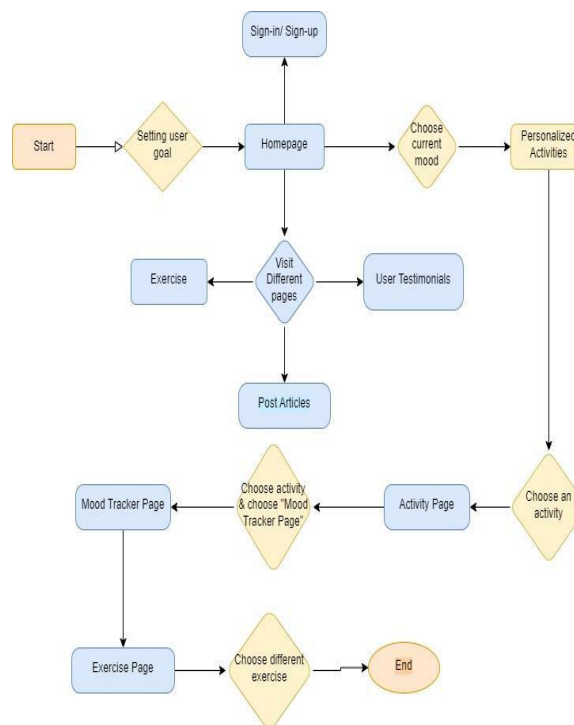 Sign-in/ Sign-up
Start
Setting user
goal
Homepage
Choose
current
mood
Personalized
Activities
Exercise
Visit
Different
pages
User Testimonials
Post Articles
Mood Tracker Page
Choose activity
& choose "Mood
Tracker Page"
Activity Page
Choose an
activity
Exercise Page
Choose different
exercise
End